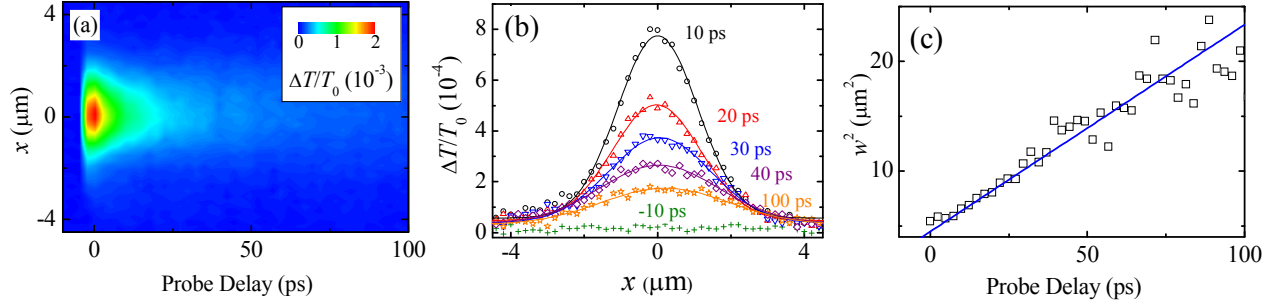 (a)
0 1 2
ΔT/T₀ (10⁻³)
x (μm)
4
0
-4
0 50 100
Probe Delay (ps)
(b)
10 ps
20 ps
30 ps
40 ps
100 ps
-10 ps
ΔT/T₀ (10⁻⁴)
8
6
4
2
0
-4 0 4
x (μm)
(c)
w² (μm²)
20
10
0 25 50 75 100
Probe Delay (ps)